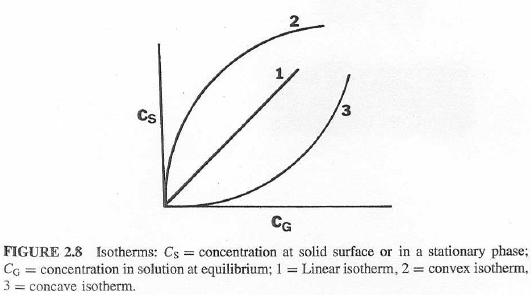 2
1
3
Cs
CG
FIGURE 2.8 Isotherms: CS = concentration at solid surface or in a stationary phase;
CG = concentration in solution at equilibrium; 1 = Linear isotherm, 2 = convex isotherm,
3 = concave isotherm.